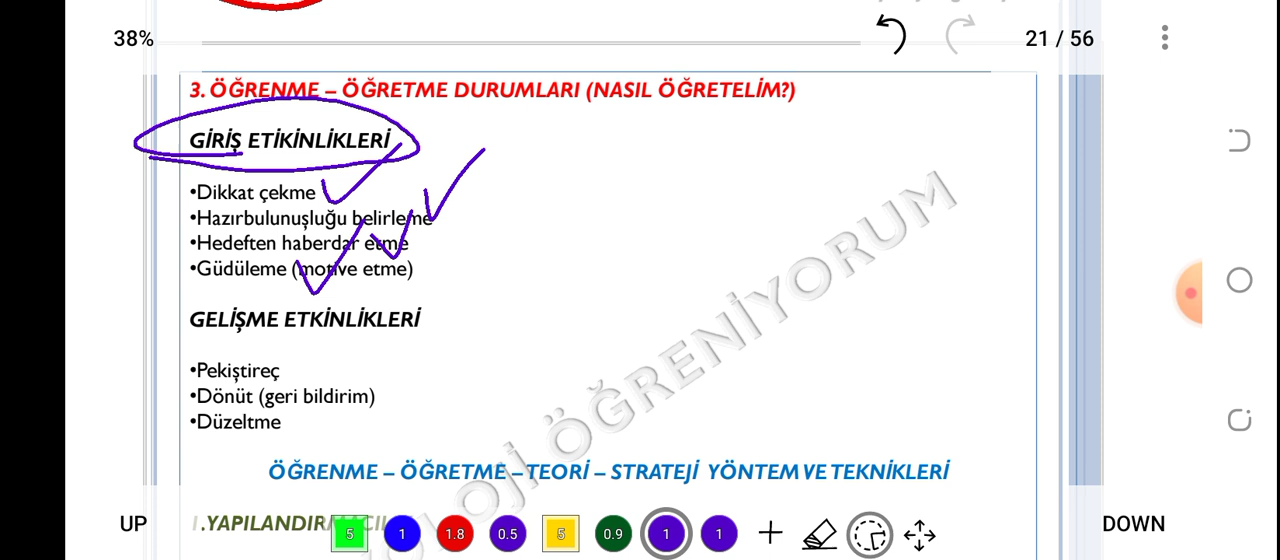 38%
21 / 56
3. ÖĞRENME – ÖĞRETME DURUMLARI (NASIL ÖĞRETELİM?)
GİRİŞ ETİKİNLİKLERİ
•Dikkat çekme
•Hazırbulunuşluğu belirleme
•Hedeften haberdar etme
•Güdüleme (motive etme)
GELİŞME ETKİNLİKLERİ
•Pekiştireç
•Dönüt (geri bildirim)
•Düzeltme
ÖĞRENİYORUM
ÖĞRENME – ÖĞRETME – TEORİ – STRATEJİ YÖNTEM VE TEKNİKLERİ
UP
5 1 1.8 0.5 5 0.9 1 1
DOWN